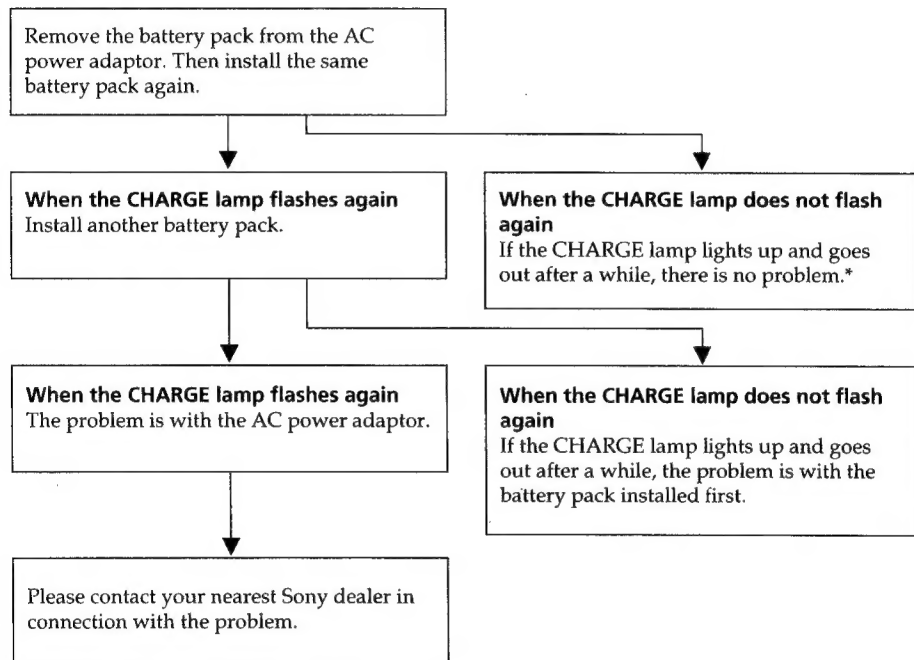 Remove the battery pack from the AC
power adaptor. Then install the same
battery pack again.
When the CHARGE lamp flashes again
Install another battery pack.
When the CHARGE lamp does not flash
again
If the CHARGE lamp lights up and goes
out after a while, there is no problem.*
When the CHARGE lamp flashes again
The problem is with the AC power adaptor.
When the CHARGE lamp does not flash
again
If the CHARGE lamp lights up and goes
out after a while, the problem is with the
battery pack installed first.
Please contact your nearest Sony dealer in
connection with the problem.